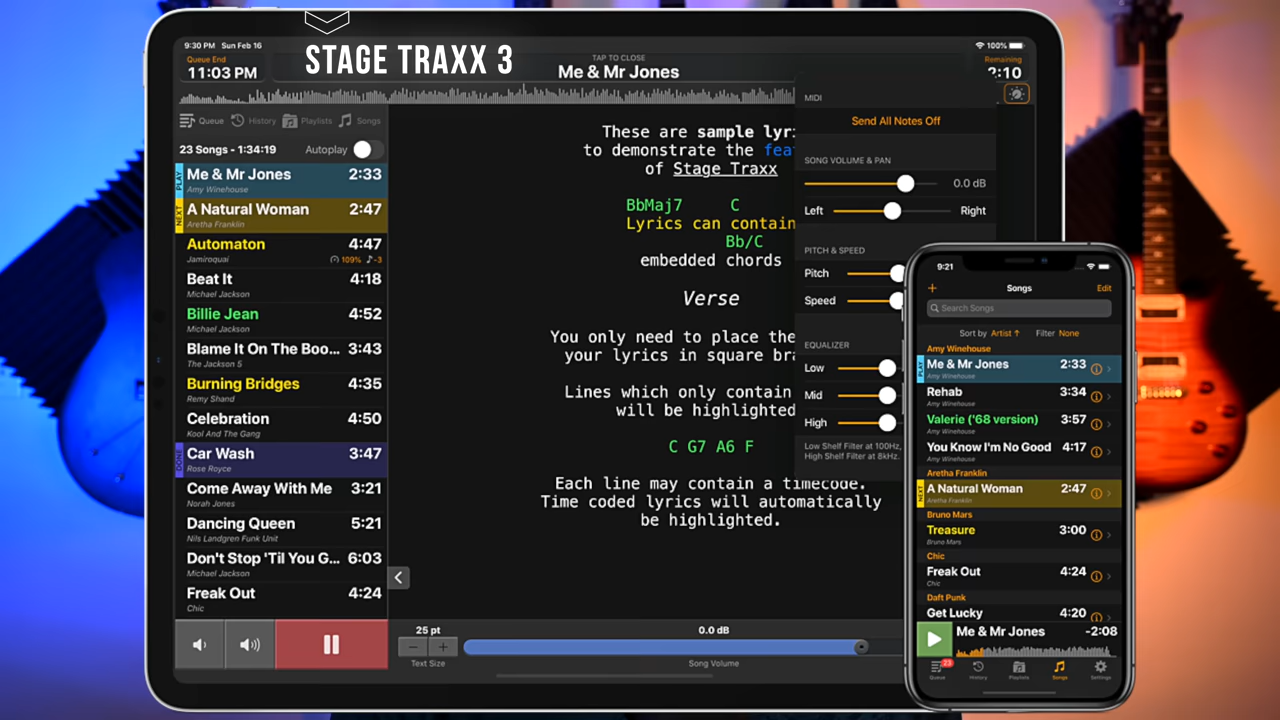 9:30 PM Sun Feb 16
100%
Queue End
11:03 PM
STAGE TRAXX 3
TAP TO CLOSE
Me & Mr Jones
Remaining
2:10
Queue
History
Playlists
Songs
23 Songs - 1:34:19
Autoplay
PLAY
Me & Mr Jones 2:33
Amy Winehouse
NEXT
A Natural Woman 2:47
Aretha Franklin
Automaton 4:47
Jamiroquai 109% -3
Beat It 4:18
Michael Jackson
Billie Jean 4:52
Michael Jackson
Blame It On The Boo... 3:43
The Jackson 5
Burning Bridges 4:35
Remy Shand
Celebration 4:50
Kool And The Gang
DONE
Car Wash 3:47
Rose Royce
Come Away With Me 3:21
Norah Jones
Dancing Queen 5:21
Nils Landgren Funk Unit
Don't Stop 'Til You G... 6:03
Michael Jackson
Freak Out 4:24
Chic
These are sample lyri
to demonstrate the fea
of Stage Traxx
BbMaj7 C
Lyrics can contain
Bb/C
embedded chords
Verse
You only need to place the
your lyrics in square bra
Lines which only contain
will be highlighted
C G7 A6 F
Each line may contain a timecode.
Time coded lyrics will automatically
be highlighted.
25 pt
Text Size
0.0 dB
Song Volume
MIDI
Send All Notes Off
SONG VOLUME & PAN
0.0 dB
Left Right
PITCH & SPEED
Pitch
Speed
EQUALIZER
Low
Mid
High
Low Shelf Filter at 100Hz,
High Shelf Filter at 8kHz.
9:21
+ Songs Edit
Search Songs
Sort by Artist ↑ Filter None
Amy Winehouse
PLAY
Me & Mr Jones 2:33
Amy Winehouse
Rehab 3:34
Amy Winehouse
Valerie ('68 version) 3:57
Amy Winehouse
You Know I'm No Good 4:17
Amy Winehouse
Aretha Franklin
NEXT
A Natural Woman 2:47
Aretha Franklin
Bruno Mars
Treasure 3:00
Bruno Mars
Chic
Freak Out 4:24
Chic
Daft Punk
Get Lucky 4:20
Me & Mr Jones -2:08
23
Queue
History
Playlists
Songs
Settings